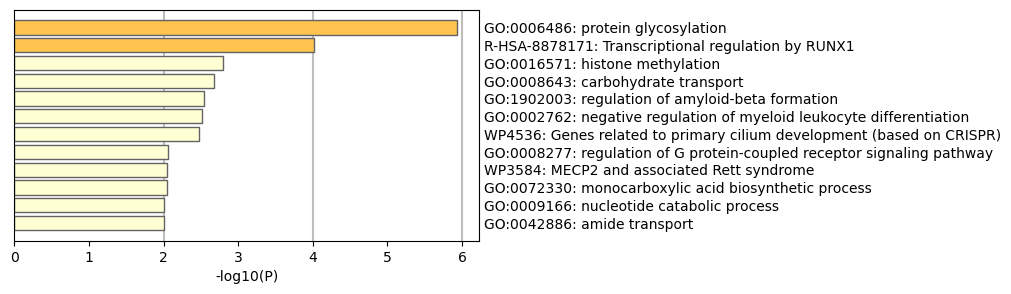 GO:0006486: protein glycosylation
R-HSA-8878171: Transcriptional regulation by RUNX1
GO:0016571: histone methylation
GO:0008643: carbohydrate transport
GO:1902003: regulation of amyloid-beta formation
GO:0002762: negative regulation of myeloid leukocyte differentiation
WP4536: Genes related to primary cilium development (based on CRISPR)
GO:0008277: regulation of G protein-coupled receptor signaling pathway
WP3584: MECP2 and associated Rett syndrome
GO:0072330: monocarboxylic acid biosynthetic process
GO:0009166: nucleotide catabolic process
GO:0042886: amide transport
0 1 2 3 4 5 6
-log10(P)